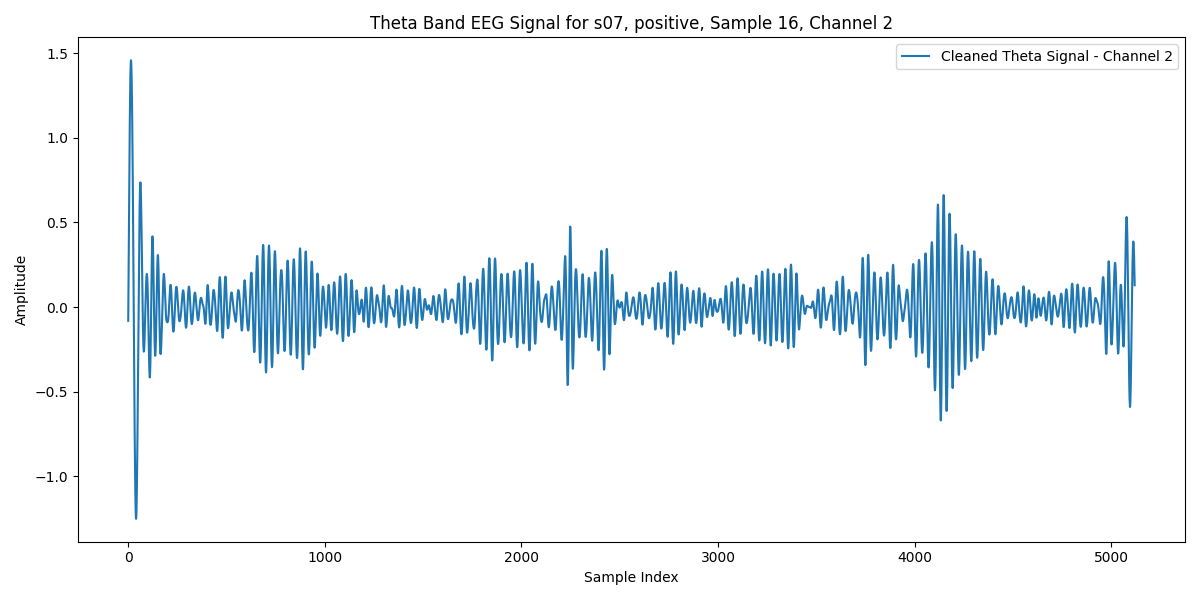 Theta Band EEG Signal for s07, positive, Sample 16, Channel 2
Cleaned Theta Signal - Channel 2
Amplitude
1.5
1.0
0.5
0.0
−0.5
−1.0
0 1000 2000 3000 4000 5000
Sample Index